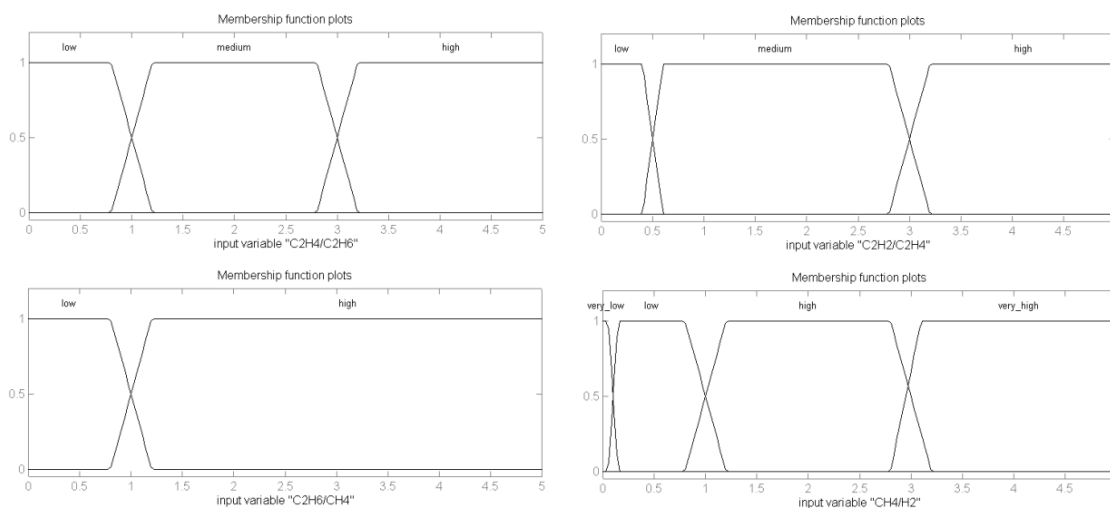 Membership function plots
low medium high
1
0.5
0
0 0.5 1 1.5 2 2.5 3 3.5 4 4.5 5
input variable "C2H4/C2H6"
Membership function plots
low medium high
1
0.5
0
0 0.5 1 1.5 2 2.5 3 3.5 4 4.5
input variable "C2H2/C2H4"
Membership function plots
low high
1
0.5
0
0 0.5 1 1.5 2 2.5 3 3.5 4 4.5 5
input variable "C2H6/CH4"
Membership function plots
very_low low high very_high
1
0.5
0
0 0.5 1 1.5 2 2.5 3 3.5 4 4.5
input variable "CH4/H2"